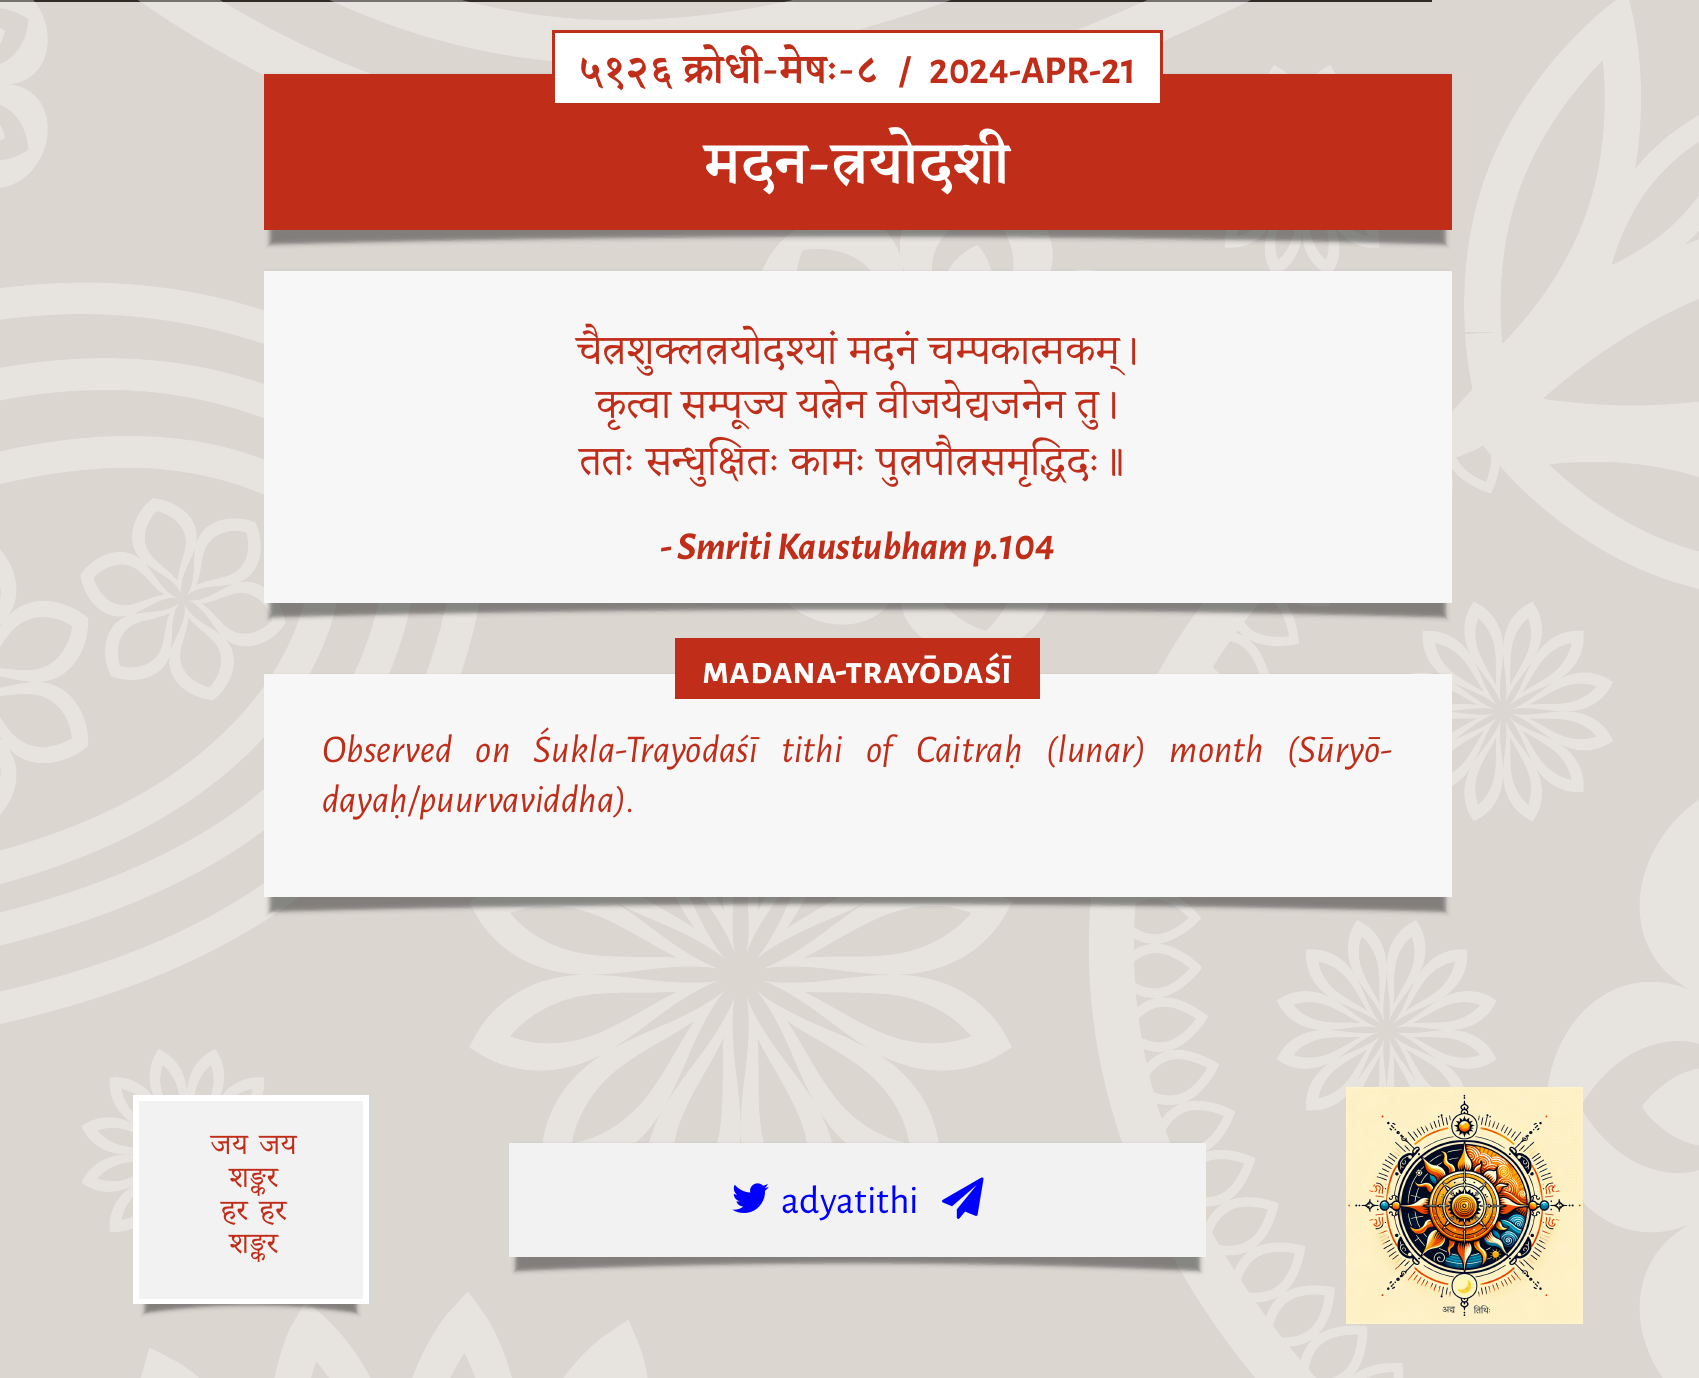 ५१२६ क्रोधी-मेषः-८ / 2024-APR-21
मदन-त्रयोदशी
चैत्रशुक्लत्रयोदश्यां मदनं चम्पकात्मकम्।
कृत्वा सम्पूज्य यत्नेन वीजयेद्व्यजनेन तु।
ततः सन्धुक्षितः कामः पुत्रपौत्रसमृद्धिदः॥
- Smriti Kaustubham p.104
MADANA-TRAYŌDAŚĪ
Observed on Śukla-Trayōdaśī tithi of Caitraḥ (lunar) month (Sūryō-
dayaḥ/puurvaviddha).
जय जय
शङ्कर
हर हर
शङ्कर
adyatithi
अद्य तिथिः